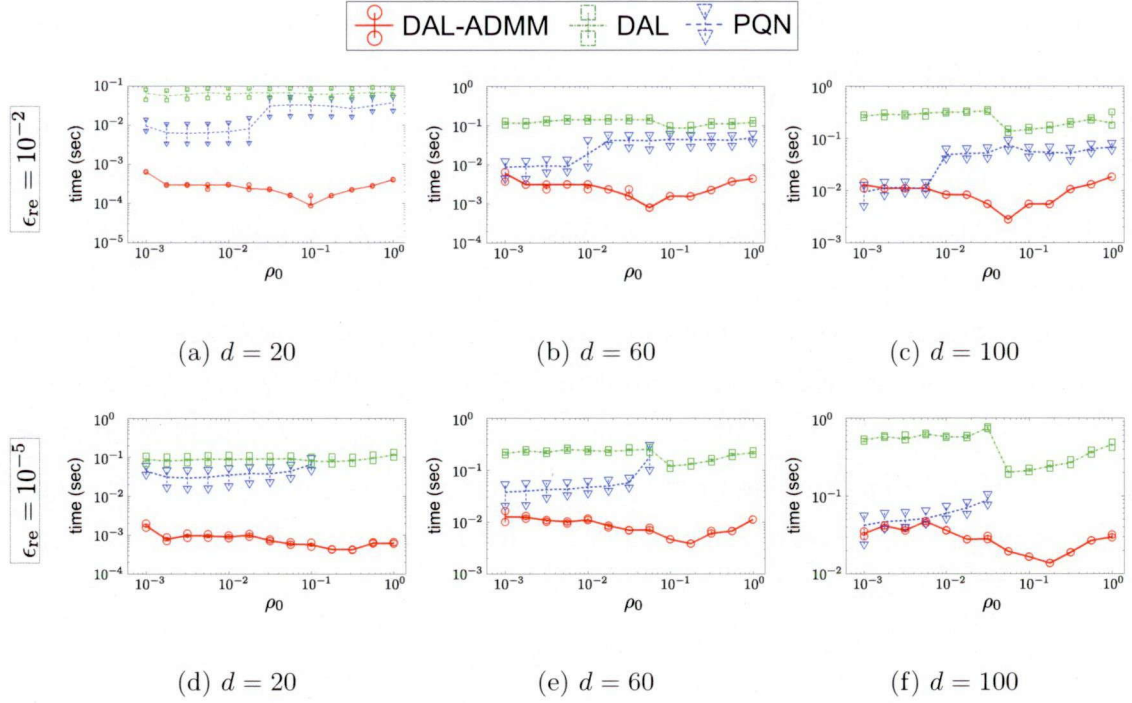 DAL-ADMM DAL PQN
ϵre = 10⁻²
time (sec)
10⁻¹
10⁻²
10⁻³
10⁻⁴
10⁻⁵
10⁻³ 10⁻² 10⁻¹ 10⁰
ρ₀
(a) d = 20
time (sec)
10⁰
10⁻¹
10⁻²
10⁻³
10⁻⁴
10⁻³ 10⁻² 10⁻¹ 10⁰
ρ₀
(b) d = 60
time (sec)
10⁰
10⁻¹
10⁻²
10⁻³
10⁻³ 10⁻² 10⁻¹ 10⁰
ρ₀
(c) d = 100
ϵre = 10⁻⁵
time (sec)
10⁰
10⁻¹
10⁻²
10⁻³
10⁻⁴
10⁻³ 10⁻² 10⁻¹ 10⁰
ρ₀
(d) d = 20
time (sec)
10⁰
10⁻¹
10⁻²
10⁻³
10⁻³ 10⁻² 10⁻¹ 10⁰
ρ₀
(e) d = 60
time (sec)
10⁰
10⁻¹
10⁻²
10⁻³ 10⁻² 10⁻¹ 10⁰
ρ₀
(f) d = 100